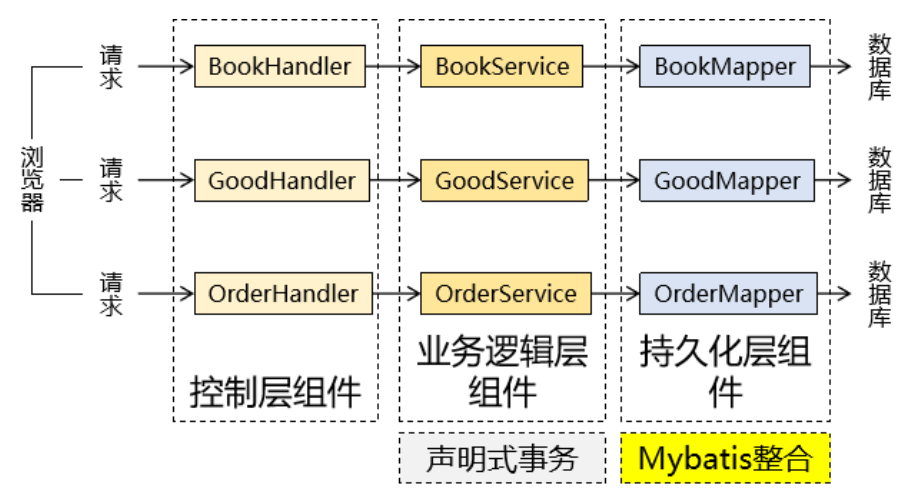 请求
BookHandler
BookService
BookMapper
数据库
浏览器
请求
GoodHandler
GoodService
GoodMapper
数据库
请求
OrderHandler
OrderService
OrderMapper
数据库
控制层组件
业务逻辑层
组件
持久化层组
件
声明式事务
Mybatis整合